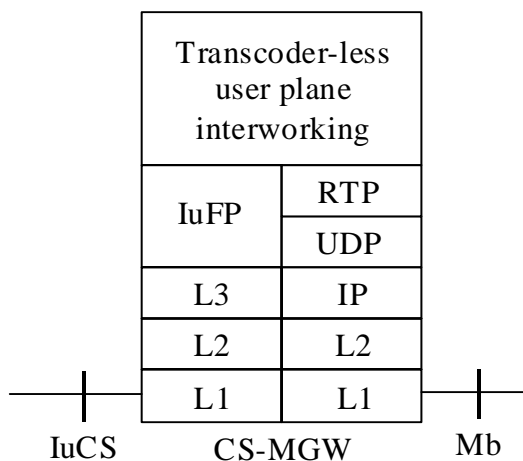 Transcoder-less
user plane
interworking
IuFP
RTP
UDP
L3
IP
L2
L2
L1
L1
IuCS
CS-MGW
Mb